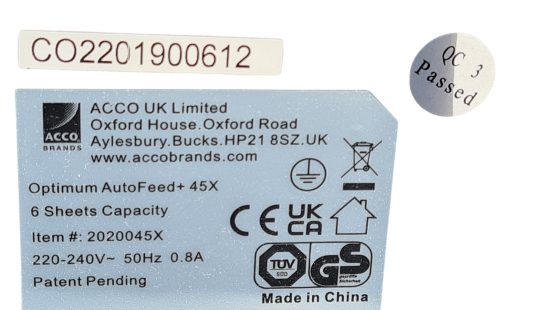 CO2201900612
QC 3
Passed
ACCO
BRANDS
ACCO UK Limited
Oxford House.Oxford Road
Aylesbury.Bucks.HP21 8SZ.UK
www.accobrands.com
Optimum AutoFeed+ 45X
6 Sheets Capacity
Item #: 2020045X
220-240V~ 50Hz 0.8A
Patent Pending
CE
UK
CA
TÜV
SÜD
GS
geprüfte
Sicherheit
Made in China